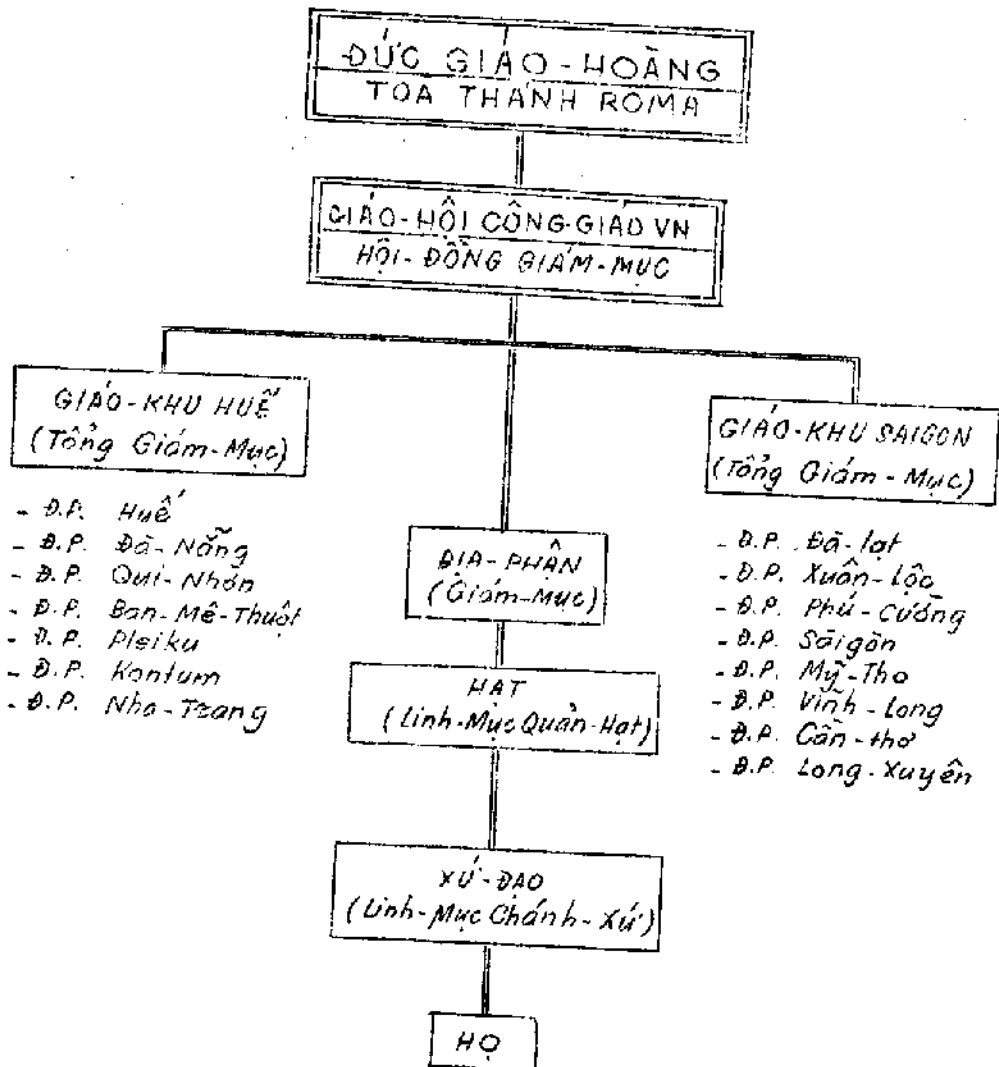 ĐỨC GIÁO-HOÀNG
TOA THÁNH ROMA
GIÁO-HỘI CÔNG-GIÁO VN
HỘI-ĐỒNG GIÁM-MỤC
GIÁO-KHU HUẾ
(Tổng Giám-Mục)
- Đ.P. Huế
- Đ.P. Đà-Nẵng
- Đ.P. Qui-Nhơn
- Đ.P. Ban-Mê-Thuột
- Đ.P. Pleiku
- Đ.P. Kontum
- Đ.P. Nha-Trang
ĐỊA-PHẬN
(Giám-Mục)
HẠT
(Linh-Mục Quản-Hạt)
XỨ-ĐẠO
(Linh-Mục Chánh-Xứ)
HỌ
GIÁO-KHU SAIGON
(Tổng Giám-Mục)
- Đ.P. Đà-lạt
- Đ.P. Xuân-Lộc
- Đ.P. Phú-Cường
- Đ.P. Sàigòn
- Đ.P. Mỹ-Tho
- Đ.P. Vĩnh-Long
- Đ.P. Cần-thơ
- Đ.P. Long-Xuyên